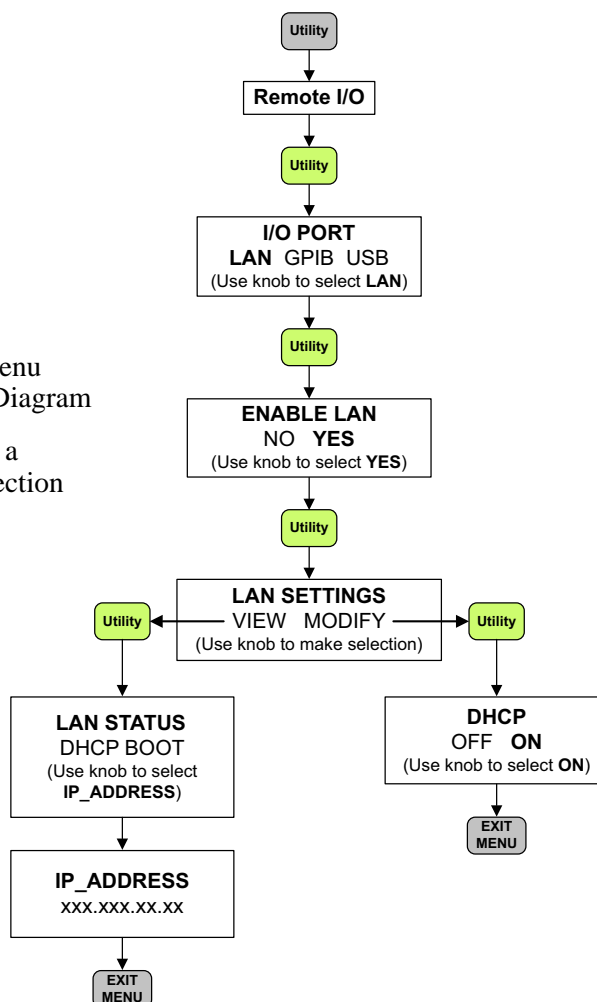 Utility
Remote I/O
Utility
I/O PORT
LAN GPIB USB
(Use knob to select LAN)
Utility
enu
Diagram
a
ection
ENABLE LAN
NO YES
(Use knob to select YES)
Utility
LAN SETTINGS
VIEW MODIFY
(Use knob to make selection)
Utility
Utility
LAN STATUS
DHCP BOOT
(Use knob to select
IP_ADDRESS)
DHCP
OFF ON
(Use knob to select ON)
EXIT
MENU
IP_ADDRESS
xxx.xxx.xx.xx
EXIT
MENU